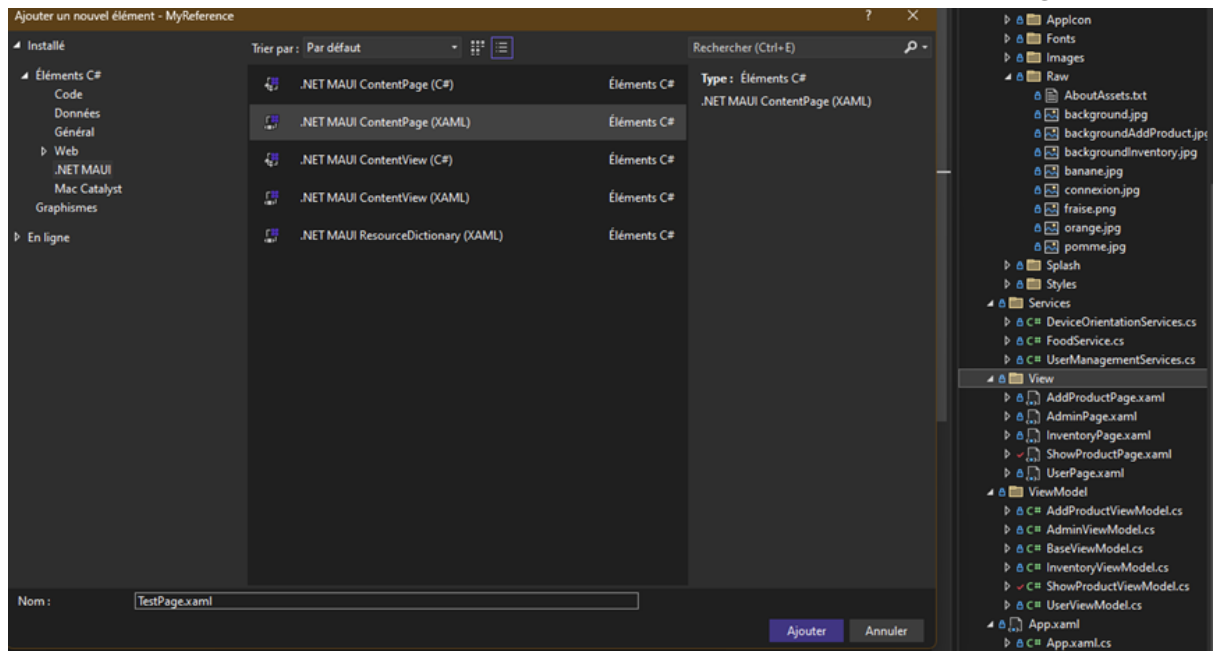 Ajouter un nouvel élément - MyReference
? ×
Installé
Éléments C#
Code
Données
Général
Web
.NET MAUI
Mac Catalyst
Graphismes
En ligne
Trier par : Par défaut
.NET MAUI ContentPage (C#) Éléments C#
.NET MAUI ContentPage (XAML) Éléments C#
.NET MAUI ContentView (C#) Éléments C#
.NET MAUI ContentView (XAML) Éléments C#
.NET MAUI ResourceDictionary (XAML) Éléments C#
Rechercher (Ctrl+E)
Type : Éléments C#
.NET MAUI ContentPage (XAML)
Nom : TestPage.xaml
Ajouter Annuler
AppIcon
Fonts
Images
Raw
AboutAssets.txt
background.jpg
backgroundAddProduct.jpg
backgroundInventory.jpg
banane.jpg
connexion.jpg
fraise.png
orange.jpg
pomme.jpg
Splash
Styles
Services
C# DeviceOrientationServices.cs
C# FoodService.cs
C# UserManagementServices.cs
View
AddProductPage.xaml
AdminPage.xaml
InventoryPage.xaml
ShowProductPage.xaml
UserPage.xaml
ViewModel
C# AddProductViewModel.cs
C# AdminViewModel.cs
C# BaseViewModel.cs
C# InventoryViewModel.cs
C# ShowProductViewModel.cs
C# UserViewModel.cs
App.xaml
C# App.xaml.cs